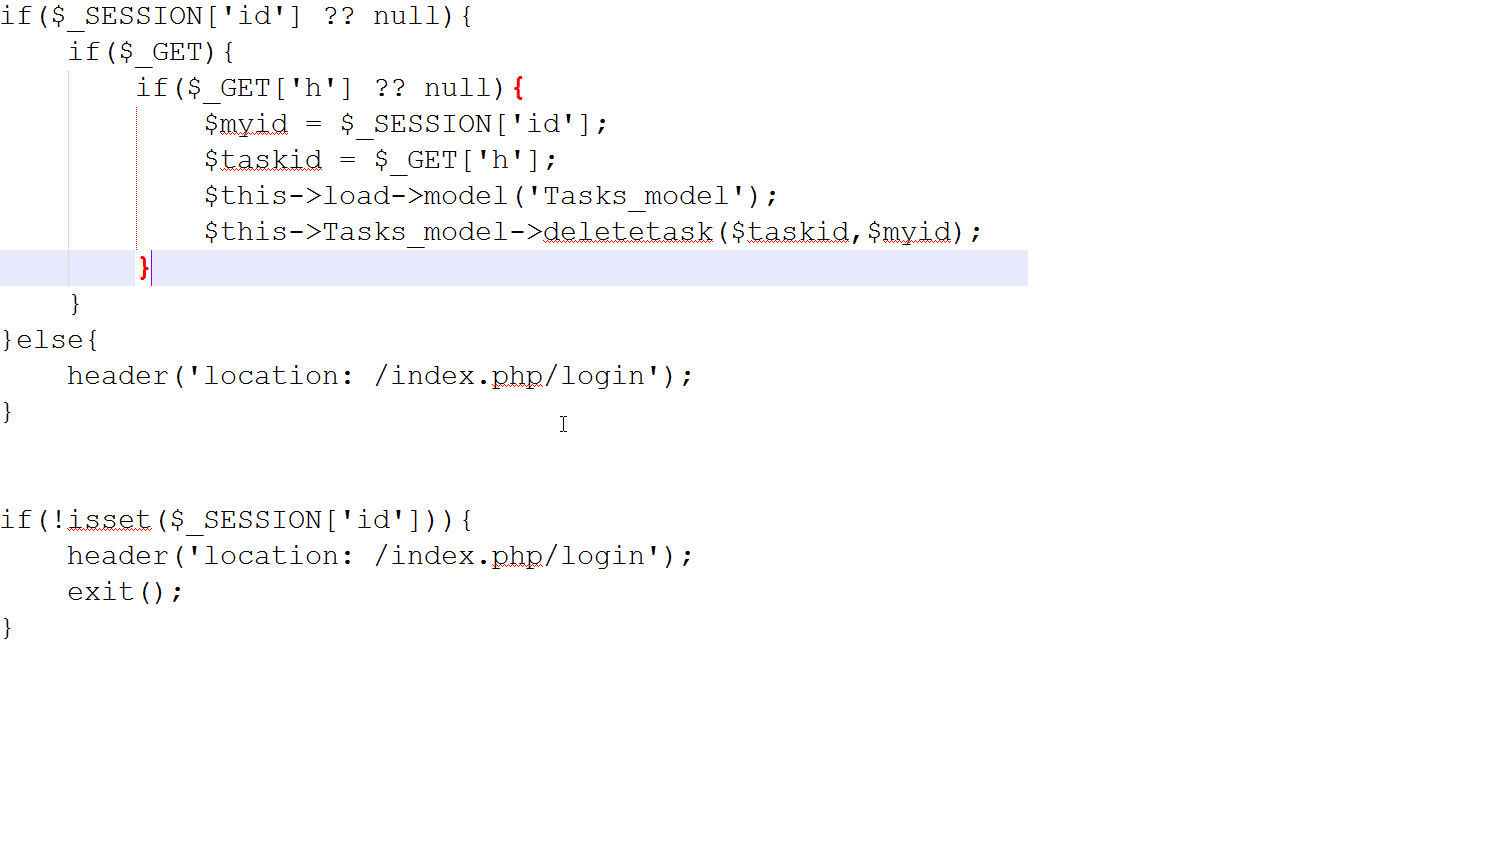 if($_SESSION['id'] ?? null){
    if($_GET){
        if($_GET['h'] ?? null){
            $myid = $_SESSION['id'];
            $taskid = $_GET['h'];
            $this->load->model('Tasks_model');
            $this->Tasks_model->deletetask($taskid,$myid);
        }
    }
}else{
    header('location: /index.php/login');
}
if(!isset($_SESSION['id'])){
    header('location: /index.php/login');
    exit();
}